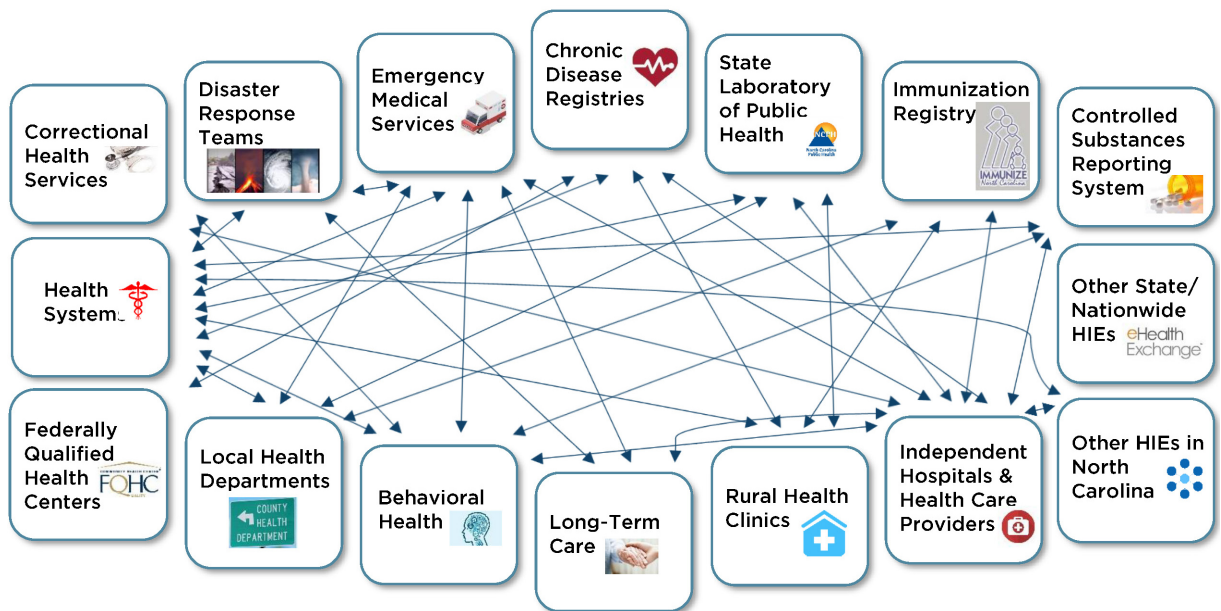 Correctional
Health
Services
Disaster
Response
Teams
Emergency
Medical
Services
Chronic
Disease
Registries
State
Laboratory
of Public
Health
NCPH
North Carolina
Public Health
Immunization
Registry
IMMUNIZE
North Carolina
Controlled
Substances
Reporting
System
Health
Systems
Other State/
Nationwide
HIEs
eHealth
Exchange
Federally
Qualified
Health
Centers
FQHC
Local Health
Departments
COUNTY
HEALTH
DEPARTMENT
Behavioral
Health
Long-Term
Care
Rural Health
Clinics
Independent
Hospitals &
Health Care
Providers
Other HIEs in
North
Carolina